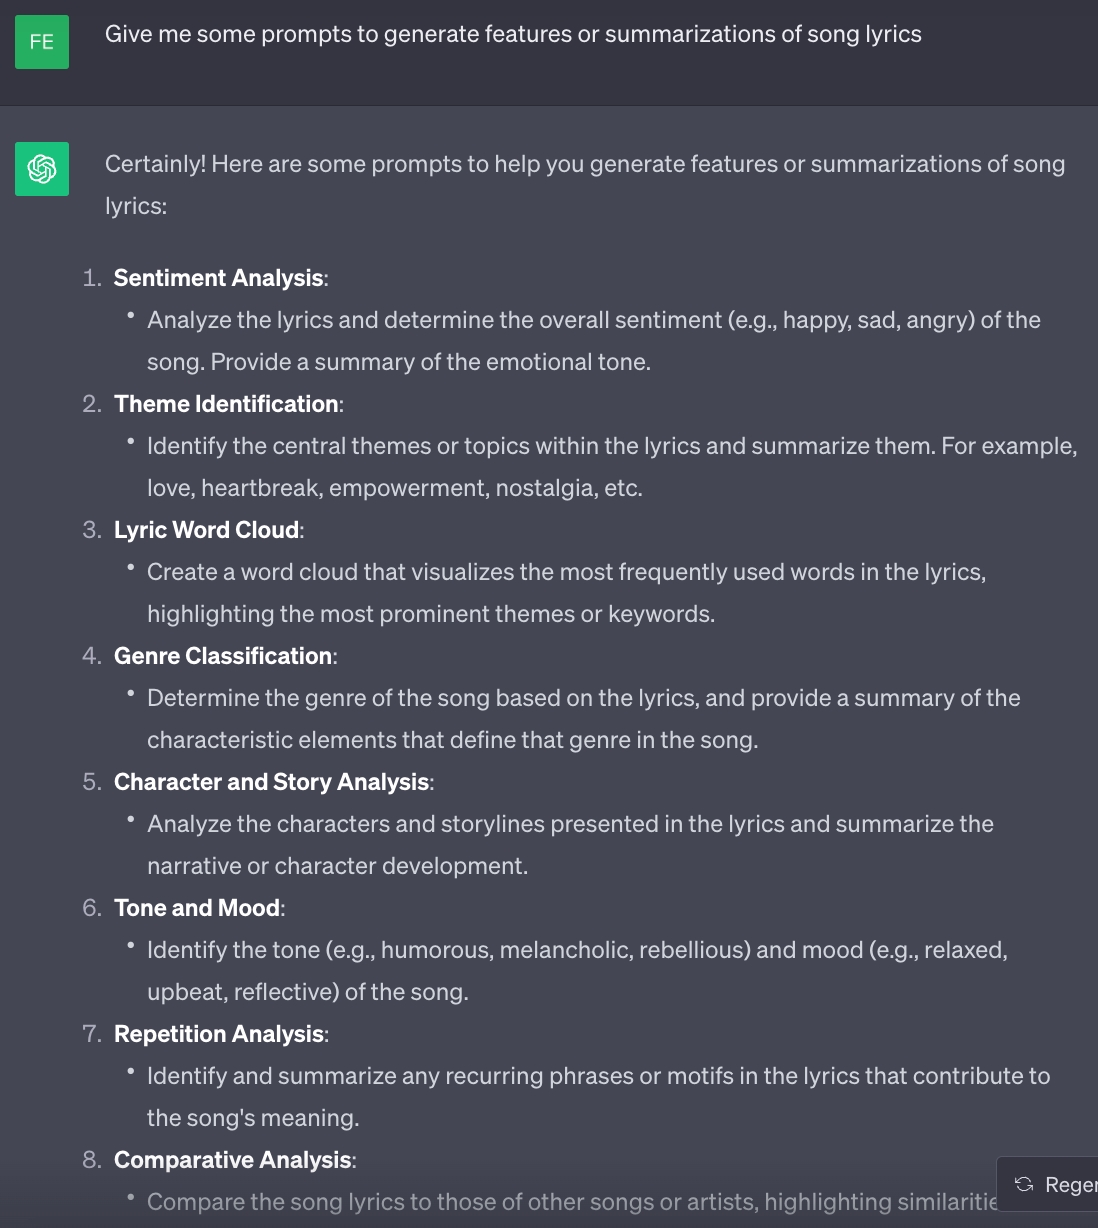 FE
Give me some prompts to generate features or summarizations of song lyrics
Certainly! Here are some prompts to help you generate features or summarizations of song
lyrics:
1. Sentiment Analysis:
• Analyze the lyrics and determine the overall sentiment (e.g., happy, sad, angry) of the
song. Provide a summary of the emotional tone.
2. Theme Identification:
• Identify the central themes or topics within the lyrics and summarize them. For example,
love, heartbreak, empowerment, nostalgia, etc.
3. Lyric Word Cloud:
• Create a word cloud that visualizes the most frequently used words in the lyrics,
highlighting the most prominent themes or keywords.
4. Genre Classification:
• Determine the genre of the song based on the lyrics, and provide a summary of the
characteristic elements that define that genre in the song.
5. Character and Story Analysis:
• Analyze the characters and storylines presented in the lyrics and summarize the
narrative or character development.
6. Tone and Mood:
• Identify the tone (e.g., humorous, melancholic, rebellious) and mood (e.g., relaxed,
upbeat, reflective) of the song.
7. Repetition Analysis:
• Identify and summarize any recurring phrases or motifs in the lyrics that contribute to
the song's meaning.
8. Comparative Analysis:
• Compare the song lyrics to those of other songs or artists, highlighting similaritie
Reger